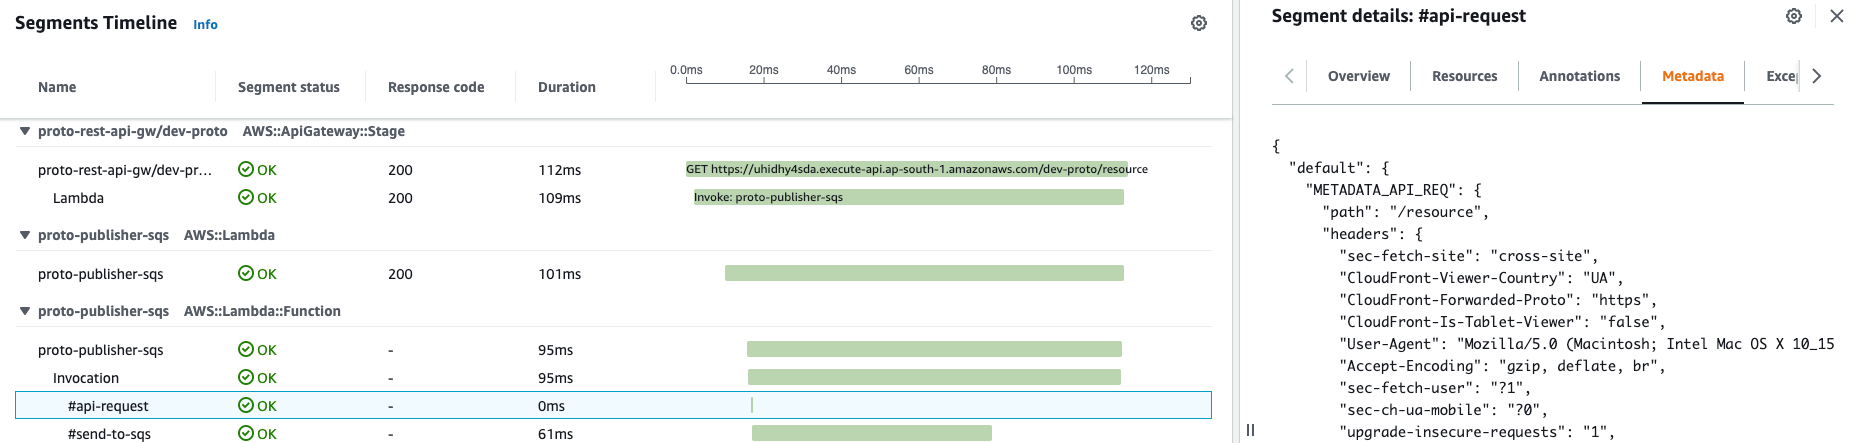 Segments Timeline Info
Name Segment status Response code Duration 0.0ms 20ms 40ms 60ms 80ms 100ms 120ms
proto-rest-api-gw/dev-proto AWS::ApiGateway::Stage
proto-rest-api-gw/dev-pr... OK 200 112ms GET https://uhidhy4sda.execute-api.ap-south-1.amazonaws.com/dev-proto/resource
Lambda OK 200 109ms Invoke: proto-publisher-sqs
proto-publisher-sqs AWS::Lambda
proto-publisher-sqs OK 200 101ms
proto-publisher-sqs AWS::Lambda::Function
proto-publisher-sqs OK - 95ms
Invocation OK - 95ms
#api-request OK - 0ms
#send-to-sqs OK - 61ms
Segment details: #api-request
Overview Resources Annotations Metadata Exce
{
"default": {
"METADATA_API_REQ": {
"path": "/resource",
"headers": {
"sec-fetch-site": "cross-site",
"CloudFront-Viewer-Country": "UA",
"CloudFront-Forwarded-Proto": "https",
"CloudFront-Is-Tablet-Viewer": "false",
"User-Agent": "Mozilla/5.0 (Macintosh; Intel Mac OS X 10_15
"Accept-Encoding": "gzip, deflate, br",
"sec-fetch-user": "?1",
"sec-ch-ua-mobile": "?0",
"upgrade-insecure-requests": "1",